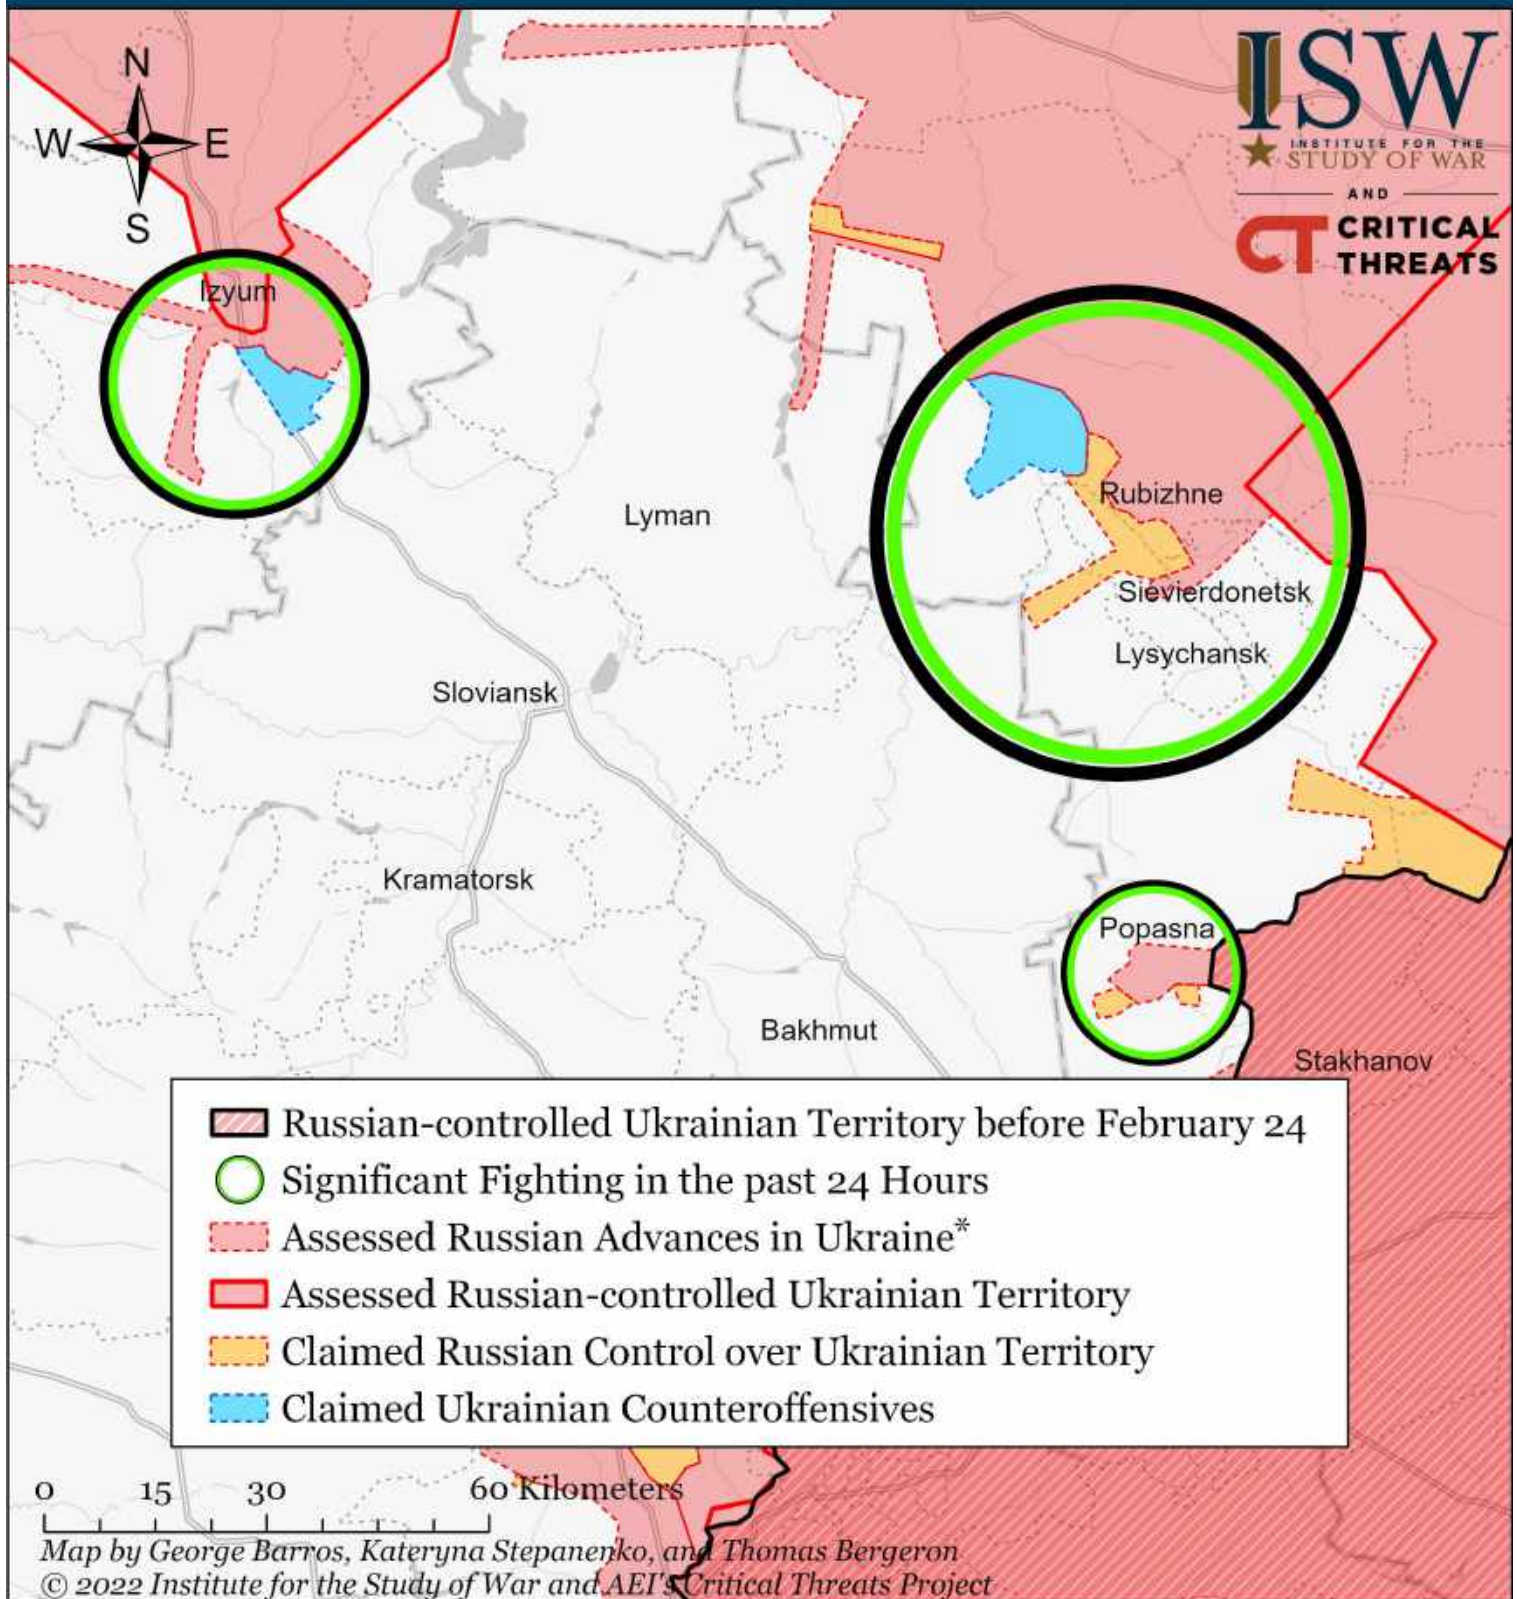 N
W E
S
ISW
INSTITUTE FOR THE
STUDY OF WAR
AND
CT CRITICAL
THREATS
Izyum
Rubizhne
Lyman
Sievierdonetsk
Lysychansk
Sloviansk
Kramatorsk
Popasna
Bakhmut
Stakhanov
Russian-controlled Ukrainian Territory before February 24
Significant Fighting in the past 24 Hours
Assessed Russian Advances in Ukraine*
Assessed Russian-controlled Ukrainian Territory
Claimed Russian Control over Ukrainian Territory
Claimed Ukrainian Counteroffensives
0 15 30 60 Kilometers
Map by George Barros, Kateryna Stepanenko, and Thomas Bergeron
© 2022 Institute for the Study of War and AEI's Critical Threats Project